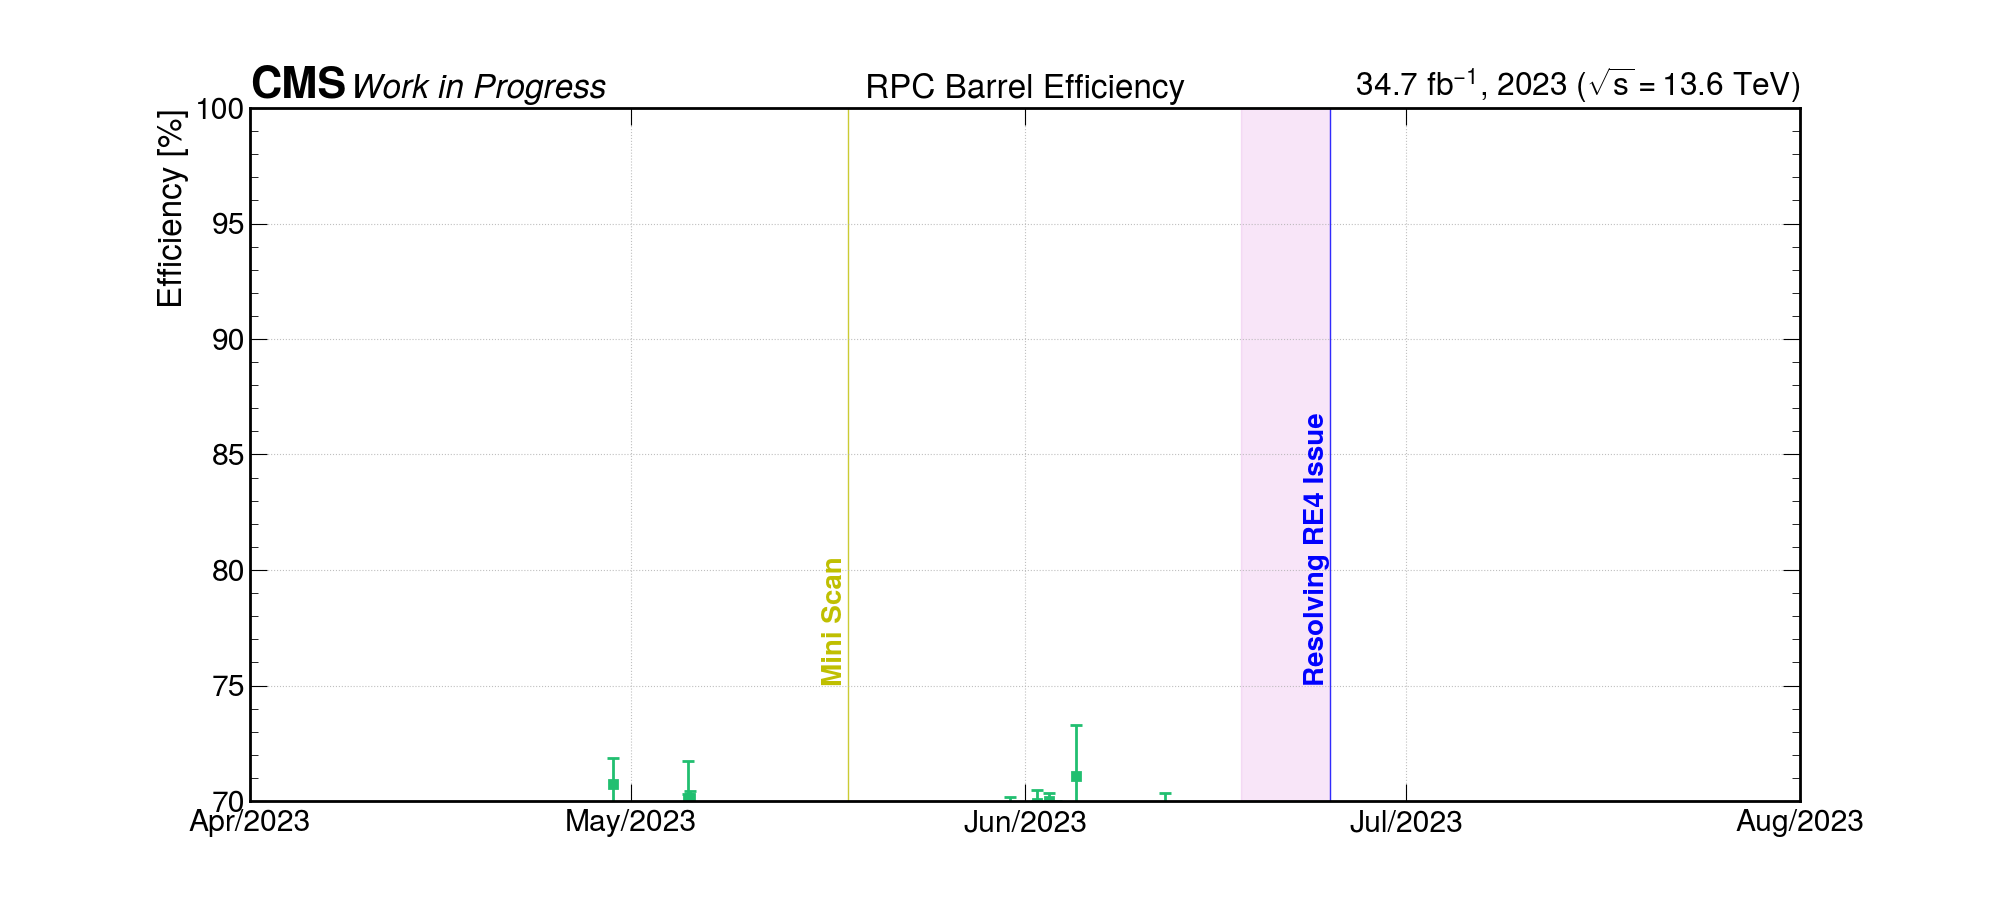 CMS Work in Progress RPC Barrel Efficiency 34.7 fb⁻¹, 2023 (√s = 13.6 TeV)
Efficiency [%]
100
95
90
85
80
75
70
Mini Scan
Resolving RE4 Issue
Apr/2023 May/2023 Jun/2023 Jul/2023 Aug/2023